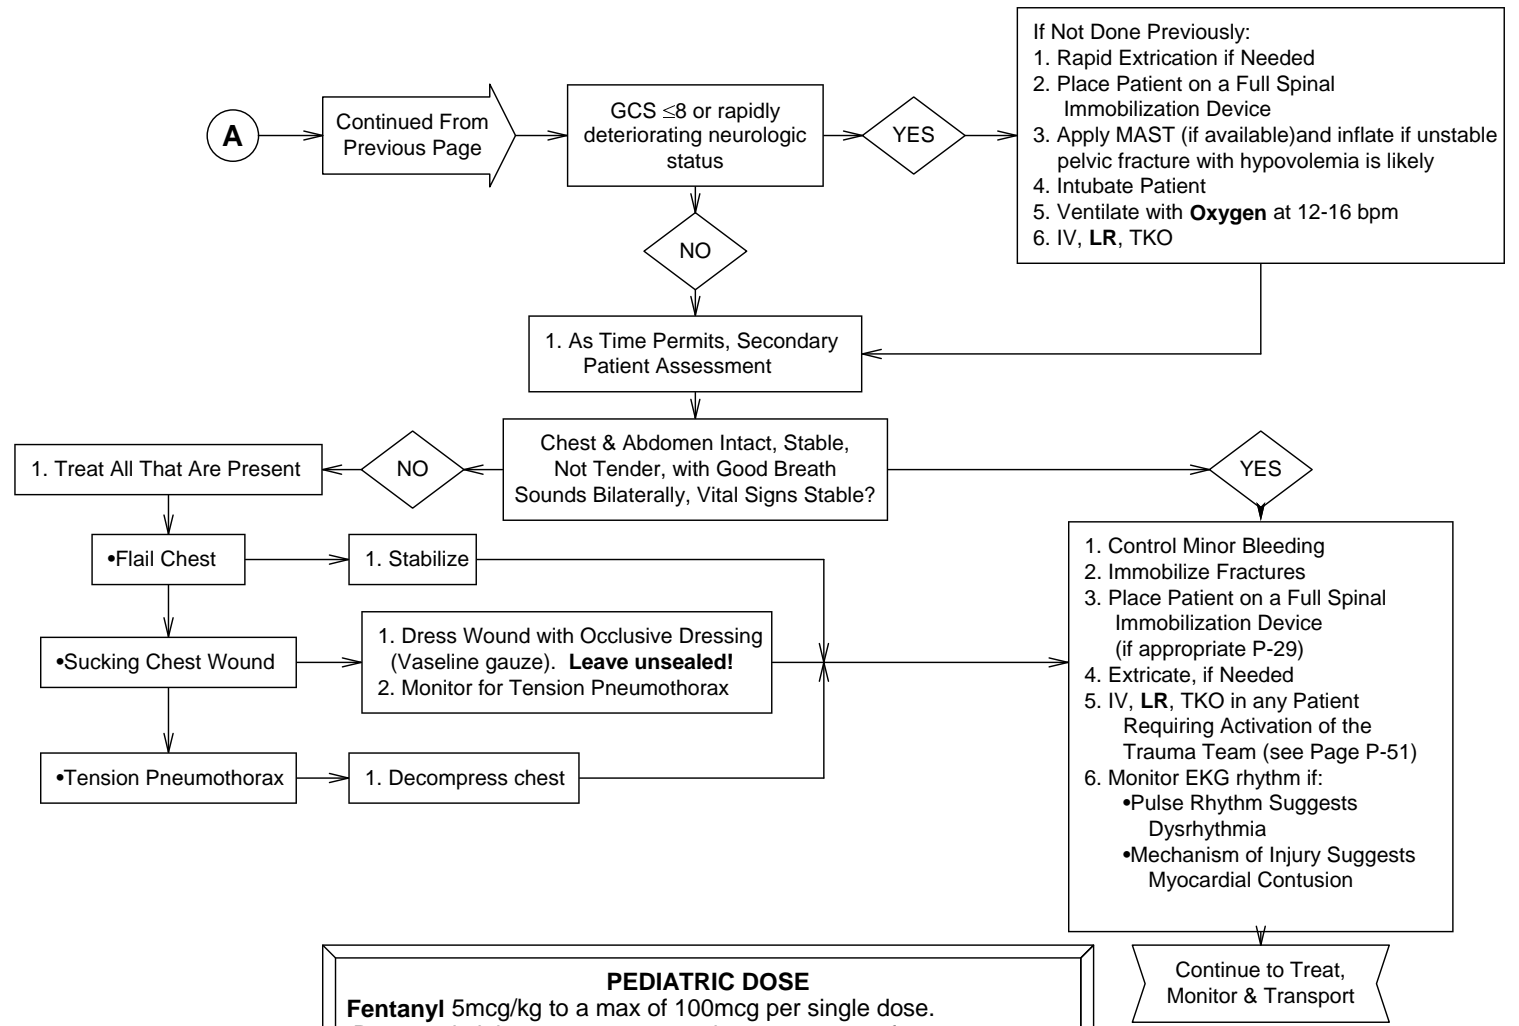 A
Continued From
Previous Page
GCS ≤8 or rapidly
deteriorating neurologic
status
YES
If Not Done Previously:
1. Rapid Extrication if Needed
2. Place Patient on a Full Spinal
Immobilization Device
3. Apply MAST (if available)and inflate if unstable
pelvic fracture with hypovolemia is likely
4. Intubate Patient
5. Ventilate with Oxygen at 12-16 bpm
6. IV, LR, TKO
NO
1. As Time Permits, Secondary
Patient Assessment
Chest & Abdomen Intact, Stable,
Not Tender, with Good Breath
Sounds Bilaterally, Vital Signs Stable?
NO
1. Treat All That Are Present
YES
•Flail Chest
1. Stabilize
•Sucking Chest Wound
1. Dress Wound with Occlusive Dressing
(Vaseline gauze). Leave unsealed!
2. Monitor for Tension Pneumothorax
•Tension Pneumothorax
1. Decompress chest
1. Control Minor Bleeding
2. Immobilize Fractures
3. Place Patient on a Full Spinal
Immobilization Device
(if appropriate P-29)
4. Extricate, if Needed
5. IV, LR, TKO in any Patient
Requiring Activation of the
Trauma Team (see Page P-51)
6. Monitor EKG rhythm if:
•Pulse Rhythm Suggests
Dysrhythmia
•Mechanism of Injury Suggests
Myocardial Contusion
Continue to Treat,
Monitor & Transport
PEDIATRIC DOSE
Fentanyl 5mcg/kg to a max of 100mcg per single dose.